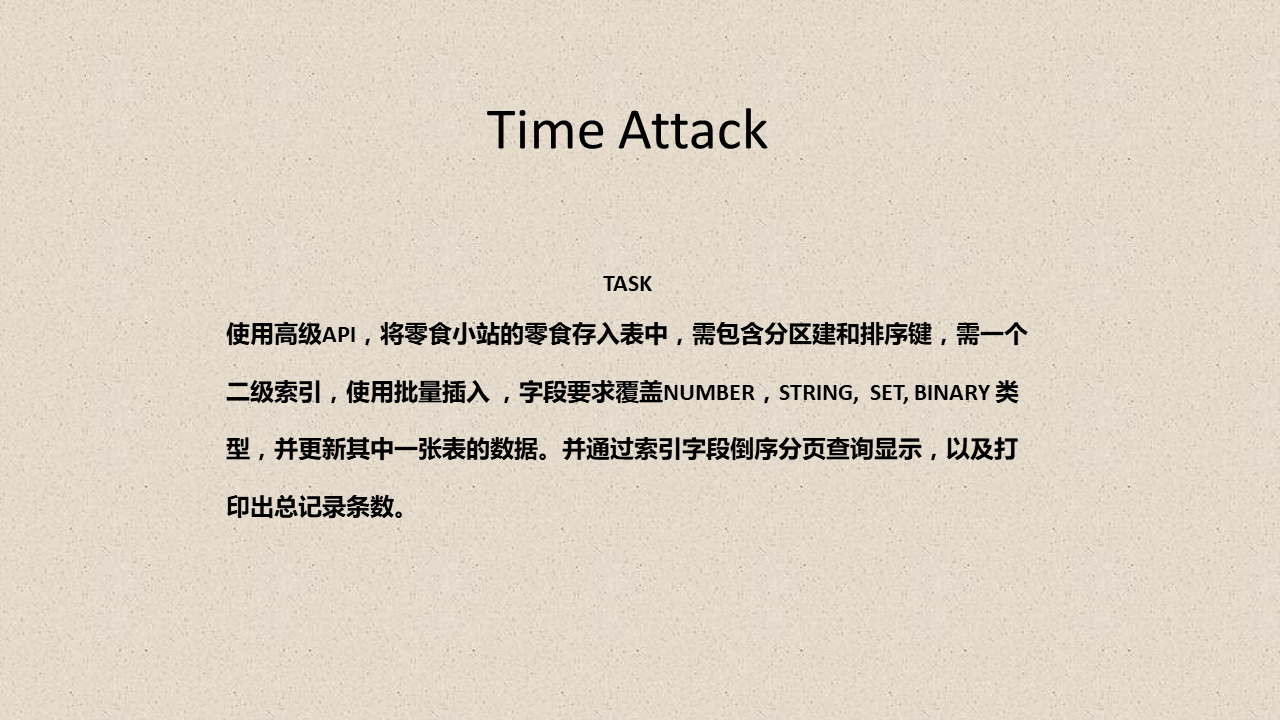 Time Attack
TASK
使用高级API，将零食小站的零食存入表中，需包含分区建和排序键，需一个
二级索引，使用批量插入 ，字段要求覆盖NUMBER，STRING,  SET, BINARY 类
型，并更新其中一张表的数据。并通过索引字段倒序分页查询显示，以及打
印出总记录条数。